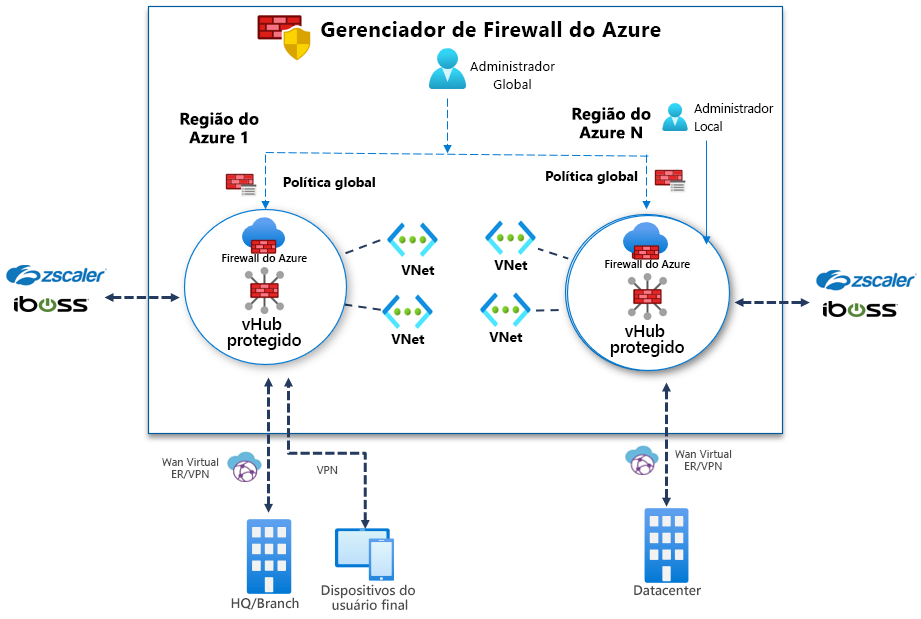 Gerenciador de Firewall do Azure
Administrador
Global
Região do
Azure 1
Região do
Azure N
Administrador
Local
Política global
Política global
Firewall do Azure
vHub
protegido
VNet
VNet
VNet
VNet
Firewall do Azure
vHub
protegido
zscaler
iboss
zscaler
iboss
Wan Virtual
ER/VPN
VPN
Wan Virtual
ER/VPN
HQ/Branch
Dispositivos do
usuário final
Datacenter